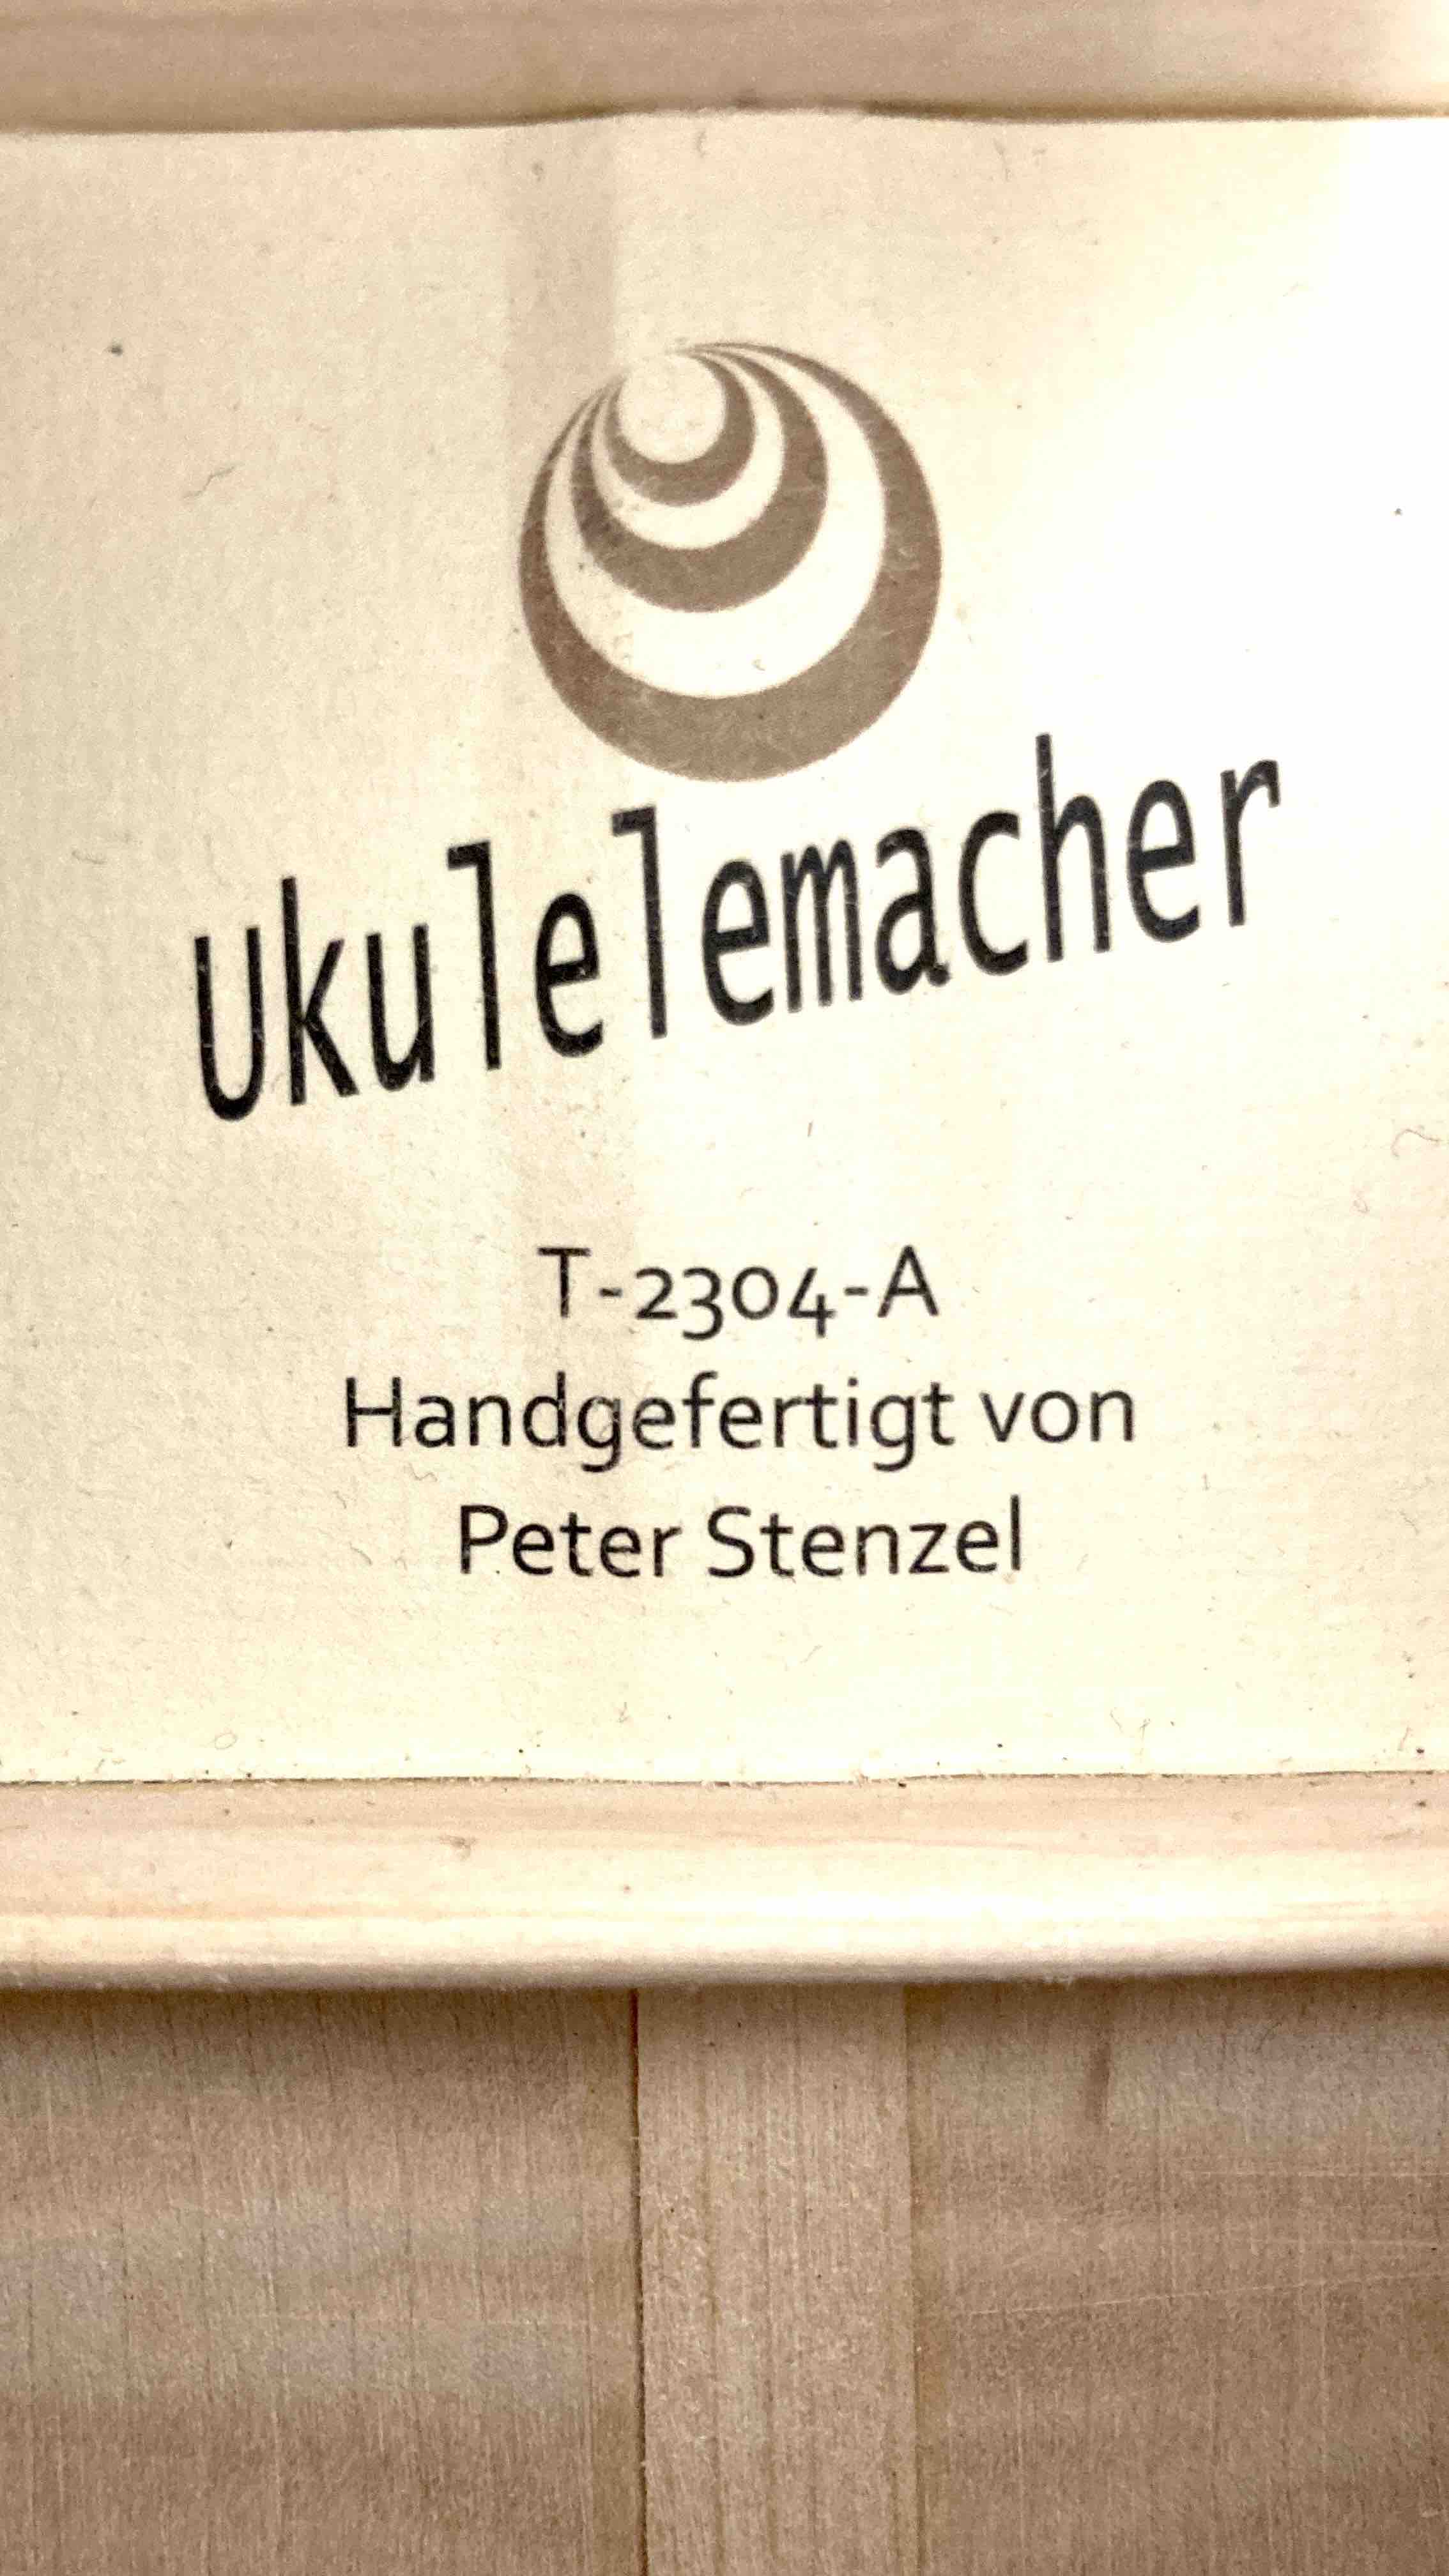 Ukulelemacher
T-2304-A
Handgefertigt von
Peter Stenzel